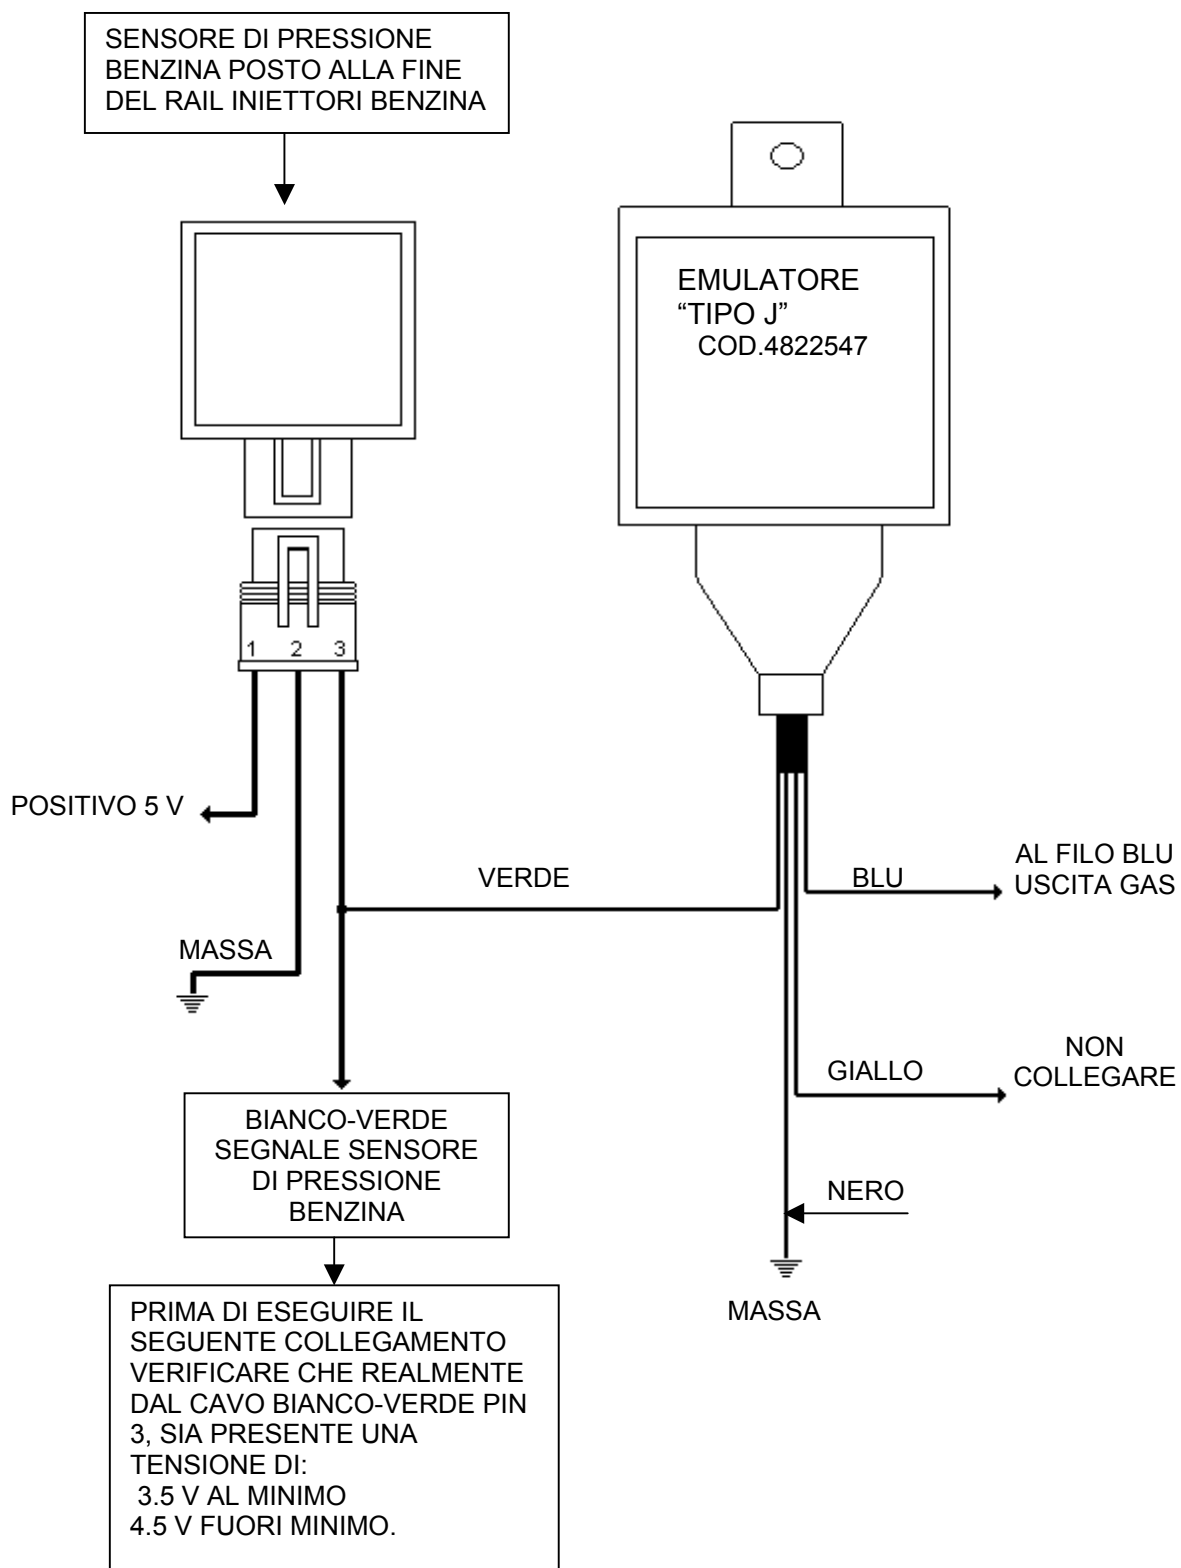 SENSORE DI PRESSIONE
BENZINA POSTO ALLA FINE
DEL RAIL INIETTORI BENZINA
EMULATORE
“TIPO J”
COD.4822547
1 2 3
POSITIVO 5 V
VERDE
BLU
AL FILO BLU
USCITA GAS
MASSA
GIALLO
NON
COLLEGARE
BIANCO-VERDE
SEGNALE SENSORE
DI PRESSIONE
BENZINA
NERO
MASSA
PRIMA DI ESEGUIRE IL
SEGUENTE COLLEGAMENTO
VERIFICARE CHE REALMENTE
DAL CAVO BIANCO-VERDE PIN
3, SIA PRESENTE UNA
TENSIONE DI:
3.5 V AL MINIMO
4.5 V FUORI MINIMO.